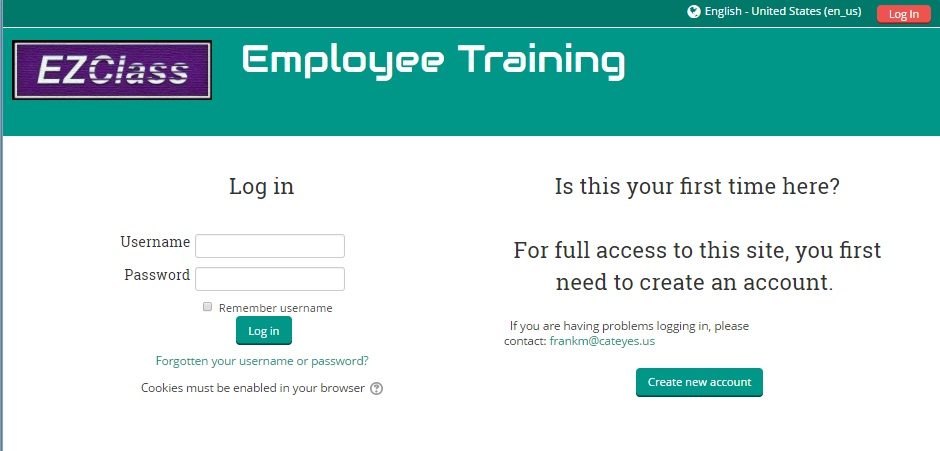 English - United States (en_us)
Log In
EZClass
Employee Training
Log in
Username
Password
Remember username
Log in
Forgotten your username or password?
Cookies must be enabled in your browser
Is this your first time here?
For full access to this site, you first
need to create an account.
If you are having problems logging in, please
contact: frankm@cateyes.us
Create new account